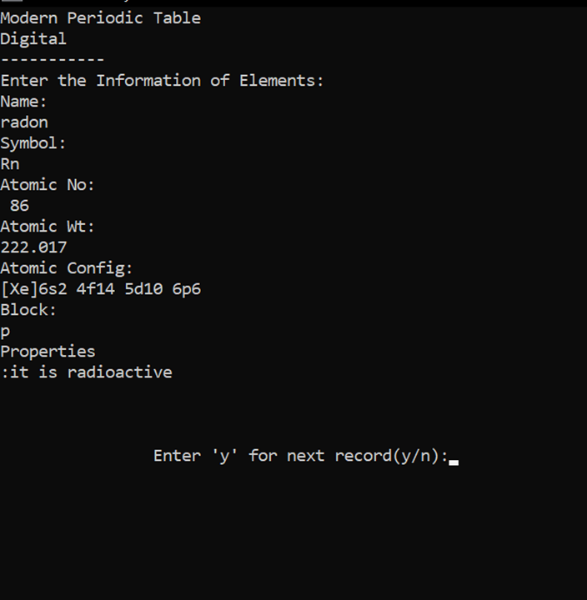 Modern Periodic Table
Digital
-----------
Enter the Information of Elements:
Name:
radon
Symbol:
Rn
Atomic No:
86
Atomic Wt:
222.017
Atomic Config:
[Xe]6s2 4f14 5d10 6p6
Block:
p
Properties
:it is radioactive
Enter 'y' for next record(y/n):